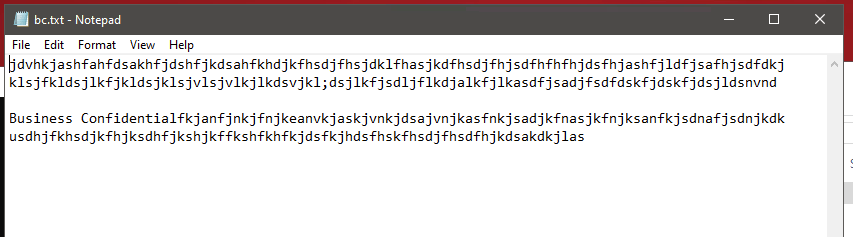 bc.txt - Notepad
File Edit Format View Help
jdvhkjashfahfdsakhfjdshfjkdsahfkhdjkfhsdjfhsjdklfhasjkdfhsdjfhjsdfhfhfhjdsfhjashfjldfjsafhjsdfdkj
klsjfkldsjlkfjkldsjklsjvlsjvlkjlkdsvjkl;dsjlkfjsdljflkdjalkfjlkasdfjsadjfsdfdskfjdskfjdsjldsnvnd
Business Confidentialfkjanfjnkjfnjkeanvkjaskjvnkjdsajvnjkasfnkjsadjkfnasjkfnjksanfkjsdnafjsdnjkdk
usdhjfkhsdjkfhjksdhfjkshjkffkshfkhfkjdsfkjhdsfhskfhsdjfhsdfhjkdsakdkjlas